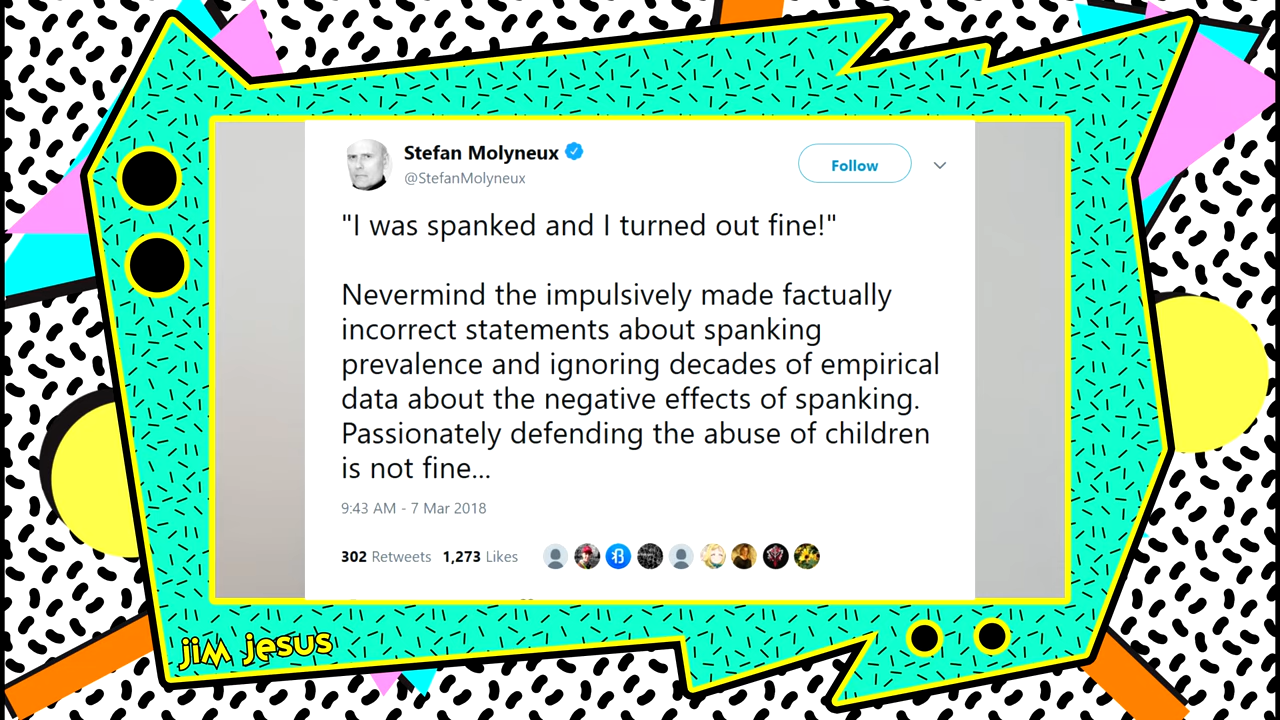 Stefan Molyneux
@StefanMolyneux
Follow
"I was spanked and I turned out fine!"
Nevermind the impulsively made factually
incorrect statements about spanking
prevalence and ignoring decades of empirical
data about the negative effects of spanking.
Passionately defending the abuse of children
is not fine...
9:43 AM - 7 Mar 2018
302 Retweets 1,273 Likes
jim jesus